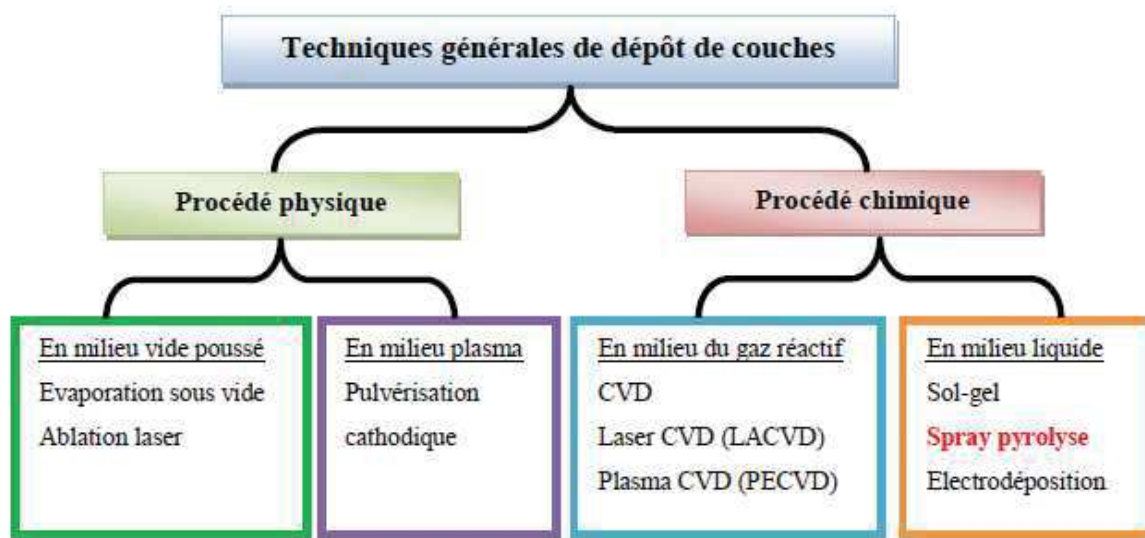 Techniques générales de dépôt de couches
Procédé physique
Procédé chimique
En milieu vide poussé
Evaporation sous vide
Ablation laser
En milieu plasma
Pulvérisation
cathodique
En milieu du gaz réactif
CVD
Laser CVD (LACVD)
Plasma CVD (PECVD)
En milieu liquide
Sol-gel
Spray pyrolyse
Electrodéposition